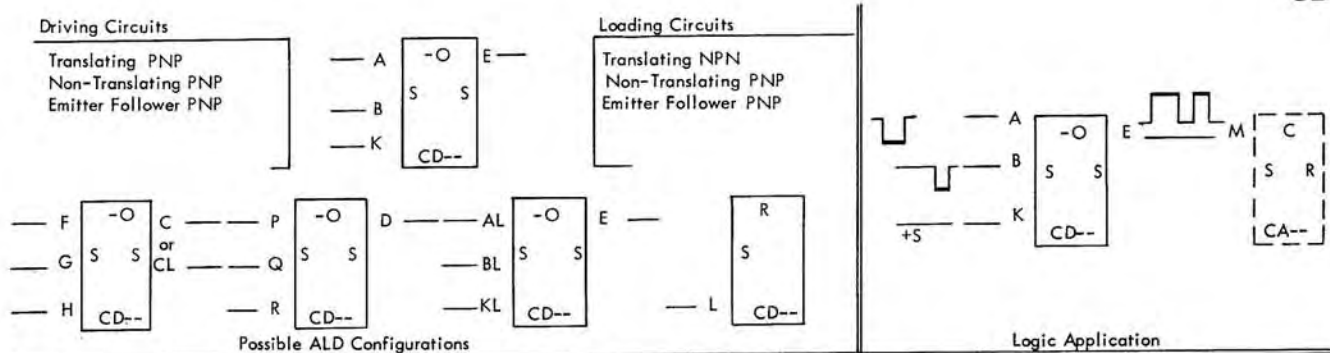 Driving Circuits
Translating PNP
Non-Translating PNP
Emitter Follower PNP
A
B
K
-O
S S
CD--
E
Loading Circuits
Translating NPN
Non-Translating PNP
Emitter Follower PNP
F
G
H
-O
S S
CD--
C
or
CL
P
Q
R
-O
S S
CD--
D
AL
BL
KL
-O
S S
CD--
E
L
R
S
CD--
Possible ALD Configurations
A
B
K
+S
-O
S S
CD--
E
M
C
S R
CA--
Logic Application